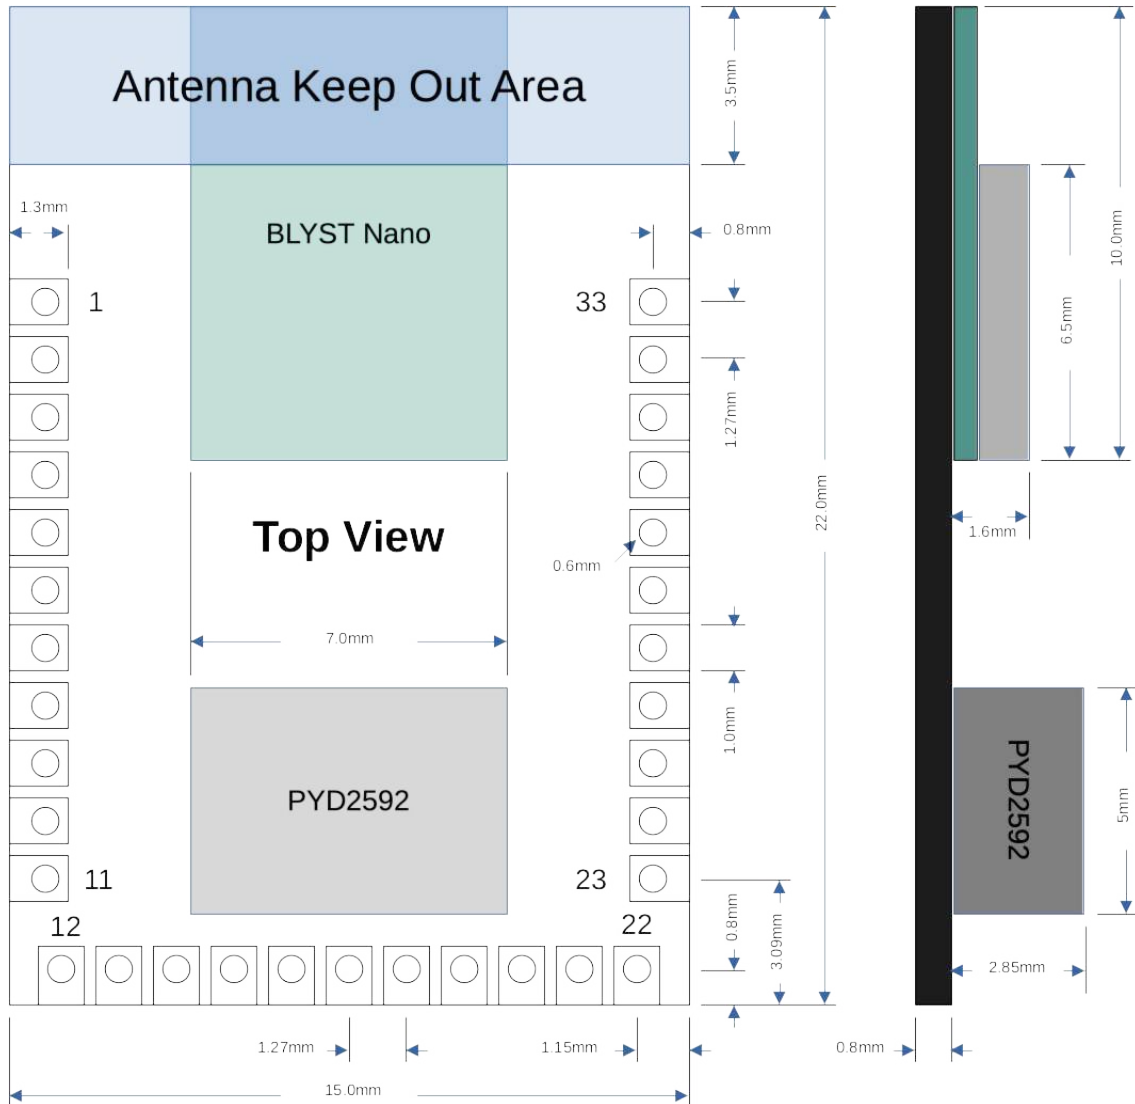 Antenna Keep Out Area
3.5mm
1.3mm
BLYST Nano
0.8mm
10.0mm
1
33
6.5mm
1.27mm
22.0mm
Top View
1.6mm
0.6mm
7.0mm
1.0mm
PYD2592
PYD2592
5mm
11
23
12
22
0.8mm
3.09mm
2.85mm
1.27mm
1.15mm
0.8mm
15.0mm